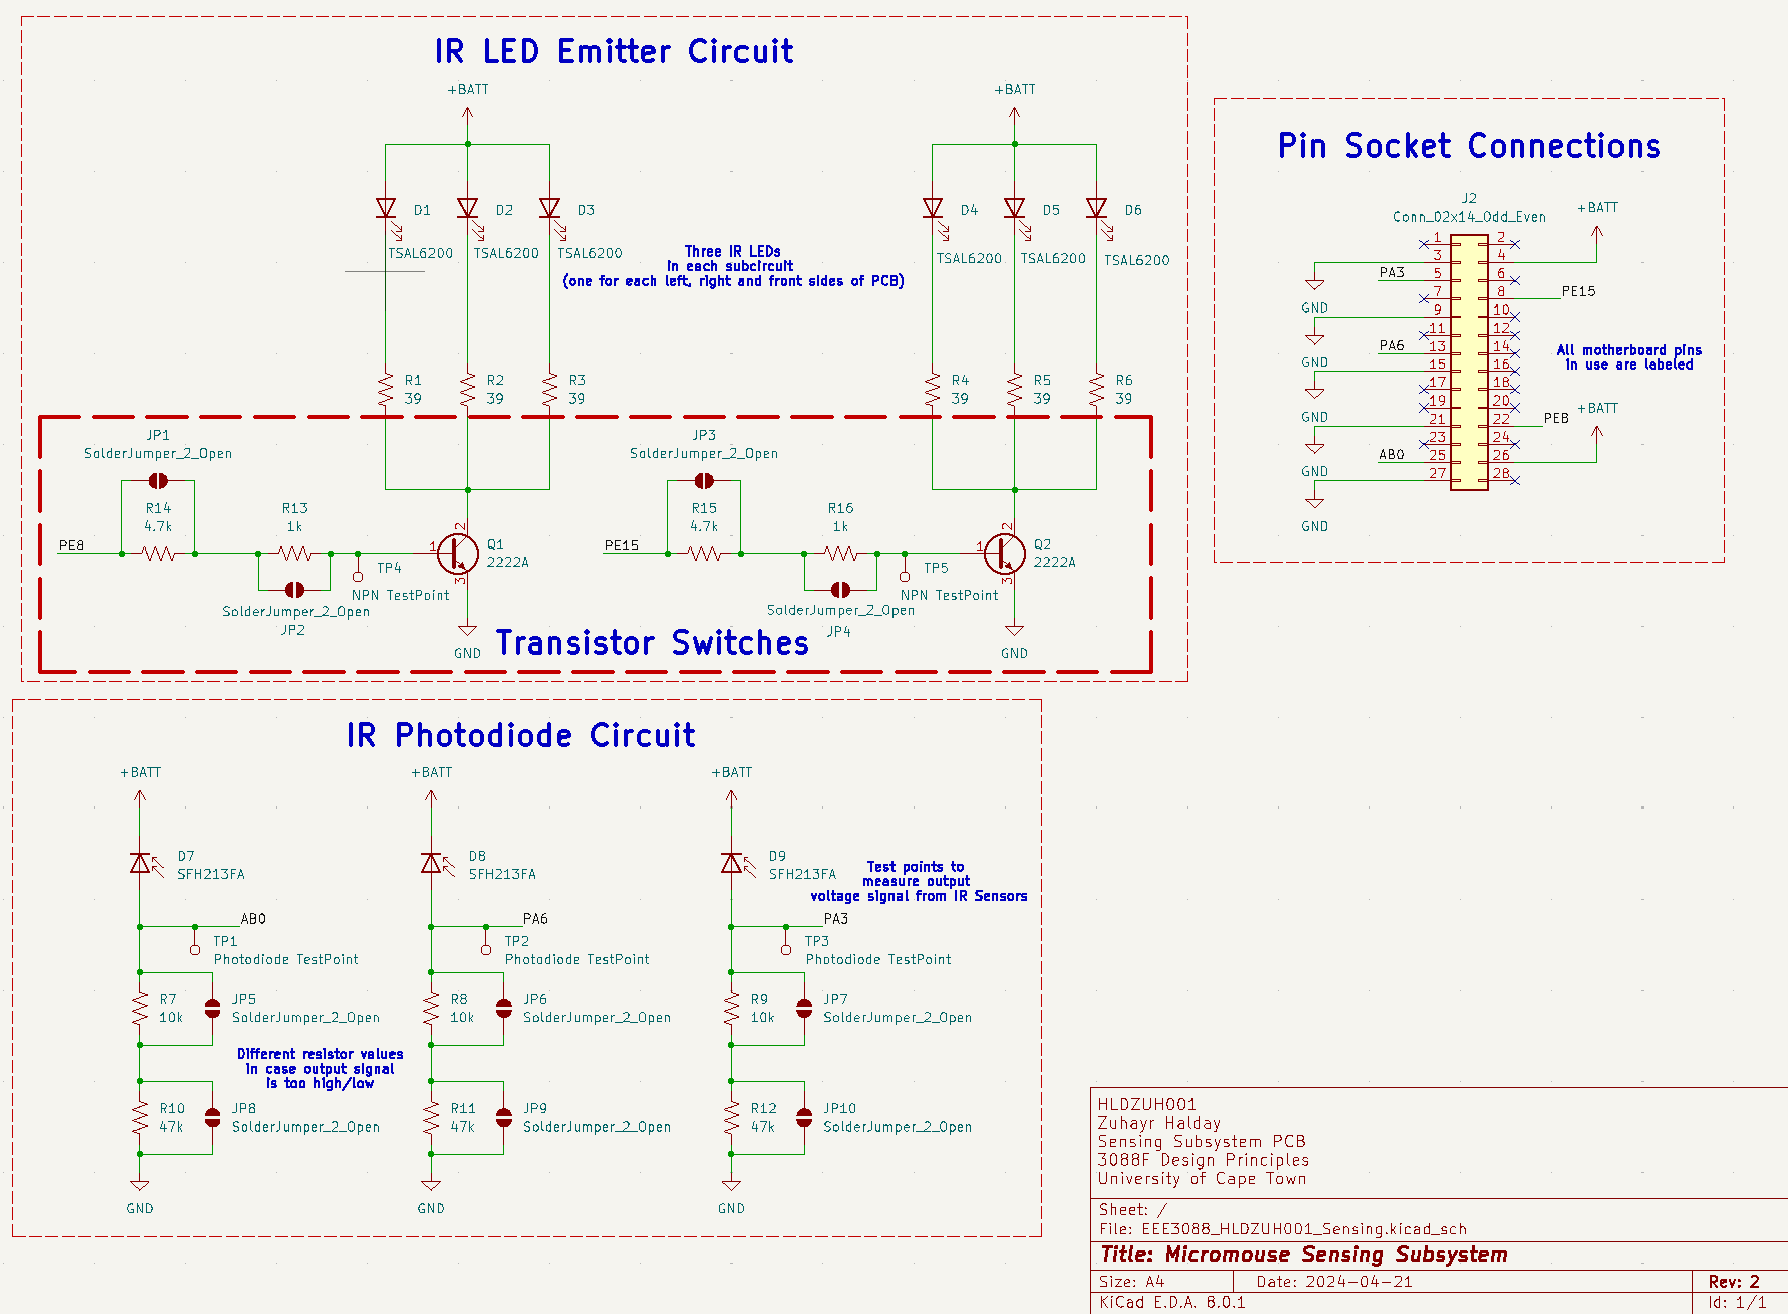 IR LED Emitter Circuit
+BATT
+BATT
D1
D2
D3
D4
D5
D6
TSAL6200
TSAL6200
TSAL6200
TSAL6200
TSAL6200
TSAL6200
Three IR LEDs
in each subcircuit
(one for each left, right and front sides of PCB)
R1
39
R2
39
R3
39
R4
39
R5
39
R6
39
JP1
SolderJumper_2_Open
R14
4.7k
R13
1k
PE8
TP4
NPN TestPoint
SolderJumper_2_Open
JP2
1
2
3
Q1
2222A
GND
JP3
SolderJumper_2_Open
R15
4.7k
R16
1k
PE15
TP5
NPN TestPoint
SolderJumper_2_Open
JP4
1
2
3
Q2
2222A
GND
Transistor Switches
Pin Socket Connections
J2
Conn_02x14_Odd_Even
+BATT
1 2
3 4
PA3 5 6
7 8 PE15
GND
9 10
11 12
GND
PA6 13 14
All motherboard pins
in use are labeled
GND
15 16
17 18
19 20
+BATT
GND
21 22 PEB
23 24
AB0 25 26
GND
27 28
GND
IR Photodiode Circuit
+BATT
+BATT
+BATT
D7
SFH213FA
D8
SFH213FA
D9
SFH213FA
Test points to
measure output
voltage signal from IR Sensors
AB0
PA6
PA3
TP1
Photodiode TestPoint
TP2
Photodiode TestPoint
TP3
Photodiode TestPoint
R7
10k
JP5
SolderJumper_2_Open
R8
10k
JP6
SolderJumper_2_Open
R9
10k
JP7
SolderJumper_2_Open
Different resistor values
in case output signal
is too high/low
R10
47k
JP8
SolderJumper_2_Open
R11
47k
JP9
SolderJumper_2_Open
R12
47k
JP10
SolderJumper_2_Open
GND
GND
GND
HLDZUH001
Zuhayr Halday
Sensing Subsystem PCB
3088F Design Principles
University of Cape Town
Sheet: /
File: EEE3088_HLDZUH001_Sensing.kicad_sch
Title: Micromouse Sensing Subsystem
Size: A4 Date: 2024-04-21 Rev: 2
KiCad E.D.A. 8.0.1 Id: 1/1